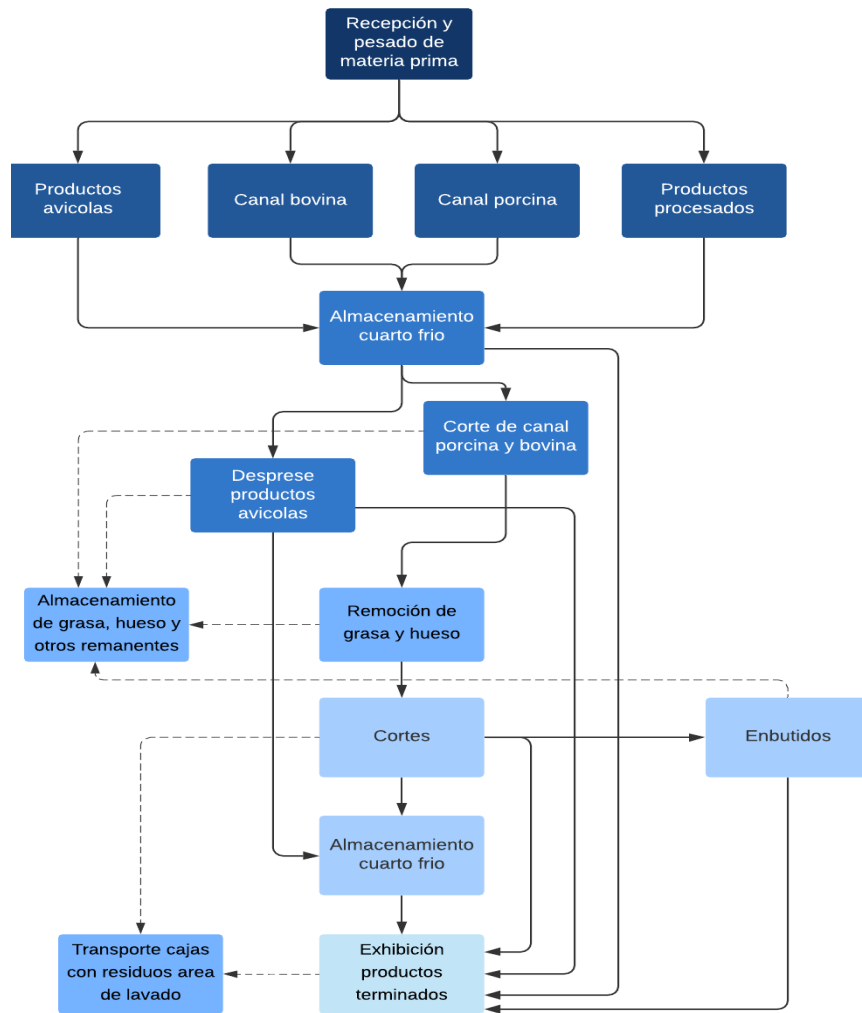 Recepción y
pesado de
materia prima
Productos
avicolas
Canal bovina
Canal porcina
Productos
procesados
Almacenamiento
cuarto frio
Corte de canal
porcina y bovina
Desprese
productos
avicolas
Almacenamiento
de grasa, hueso y
otros remanentes
Remoción de
grasa y hueso
Cortes
Enbutidos
Almacenamiento
cuarto frio
Transporte cajas
con residuos area
de lavado
Exhibición
productos
terminados